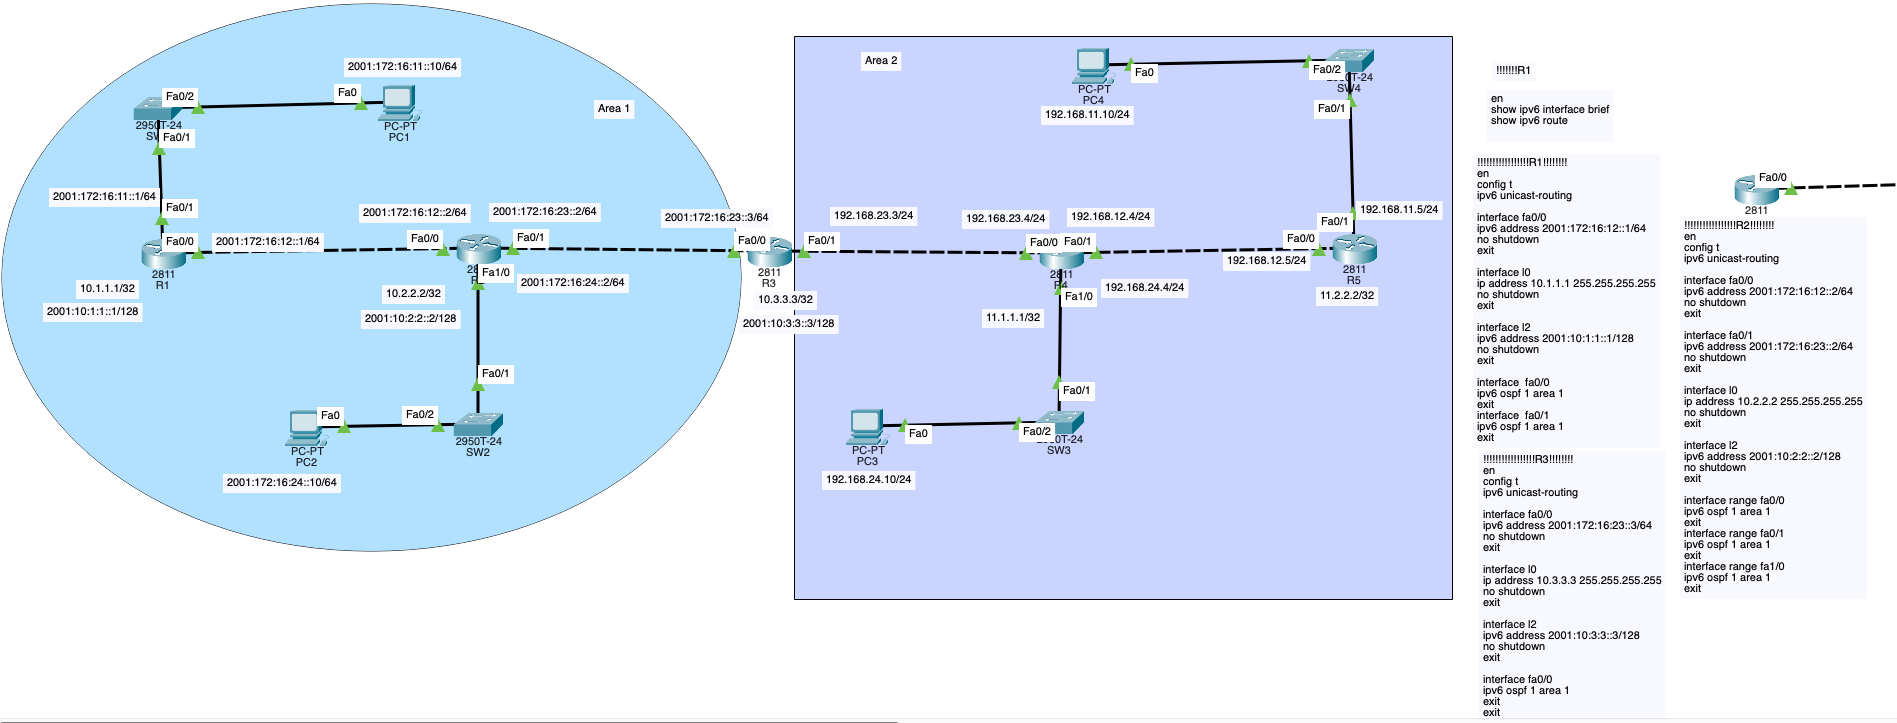 2001:172:16:11::10/64
Fa0/2
Fa0
2950T-24
Fa0/1
PC-PT
PC1
Area 1
2001:172:16:11::1/64
Fa0/1
Fa0/0
2811
R1
2001:172:16:12::1/64
10.1.1.1/32
2001:10:1:1::1/128
2001:172:16:12::2/64
2001:172:16:23::2/64
Fa0/0
Fa0/1
Fa1/0
2001:172:16:24::2/64
10.2.2.2/32
2001:10:2:2::2/128
Fa0/1
Fa0
Fa0/2
PC-PT
PC2
2950T-24
SW2
2001:172:16:24::10/64
2001:172:16:23::3/64
Fa0/0
Fa0/1
2811
R3
10.3.3.3/32
2001:10:3:3::3/128
Area 2
192.168.23.3/24
192.168.23.4/24
192.168.12.4/24
Fa0/0
Fa0/1
2811
R4
Fa1/0
192.168.24.4/24
11.1.1.1/32
Fa0/1
Fa0
Fa0/2
PC-PT
PC3
SW3
192.168.24.10/24
PC-PT
PC4
Fa0
Fa0/2
SW4
192.168.11.10/24
Fa0/1
192.168.11.5/24
Fa0/1
Fa0/0
192.168.12.5/24
2811
R5
11.2.2.2/32
!!!!!!!R1
en
show ipv6 interface brief
show ipv6 route
!!!!!!!!!!!!!!!!!R1!!!!!!!!
en
config t
ipv6 unicast-routing
interface fa0/0
ipv6 address 2001:172:16:12::1/64
no shutdown
exit
interface l0
ip address 10.1.1.1 255.255.255.255
no shutdown
exit
interface l2
ipv6 address 2001:10:1:1::1/128
no shutdown
exit
interface  fa0/0
ipv6 ospf 1 area 1
exit
interface  fa0/1
ipv6 ospf 1 area 1
exit
!!!!!!!!!!!!!!!!!R3!!!!!!!!
en
config t
ipv6 unicast-routing
interface fa0/0
ipv6 address 2001:172:16:23::3/64
no shutdown
exit
interface l0
ip address 10.3.3.3 255.255.255.255
no shutdown
exit
interface l2
ipv6 address 2001:10:3:3::3/128
no shutdown
exit
interface fa0/0
ipv6 ospf 1 area 1
exit
exit
Fa0/0
2811
!!!!!!!!!!!!!!!!!R2!!!!!!!!
en
config t
ipv6 unicast-routing
interface fa0/0
ipv6 address 2001:172:16:12::2/64
no shutdown
exit
interface fa0/1
ipv6 address 2001:172:16:23::2/64
no shutdown
exit
interface l0
ip address 10.2.2.2 255.255.255.255
no shutdown
exit
interface l2
ipv6 address 2001:10:2:2::2/128
no shutdown
exit
interface range fa0/0
ipv6 ospf 1 area 1
exit
interface range fa0/1
ipv6 ospf 1 area 1
exit
interface range fa1/0
ipv6 ospf 1 area 1
exit